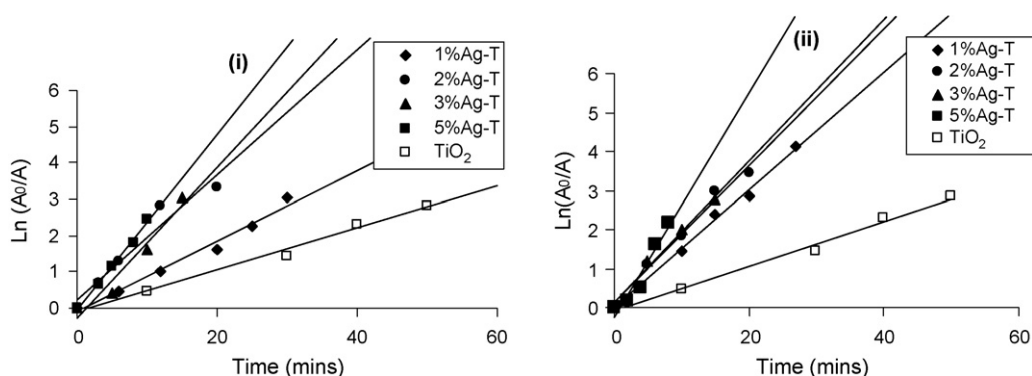 (i)
1%Ag-T
2%Ag-T
3%Ag-T
5%Ag-T
TiO₂
6
5
4
3
2
1
0
0 20 40 60
Ln (A₀/A)
Time (mins)
(ii)
1%Ag-T
2%Ag-T
3%Ag-T
5%Ag-T
TiO₂
6
5
4
3
2
1
0
0 20 40 60
Ln(A₀/A)
Time (mins)